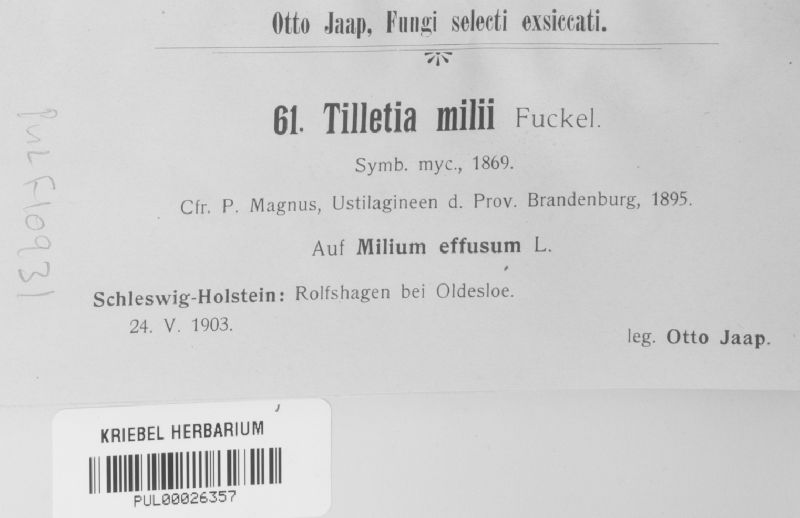 Otto Jaap, Fungi selecti exsiccati.
61. Tilletia milii Fuckel.
Symb. myc., 1869.
Cfr. P. Magnus, Ustilagineen d. Prov. Brandenburg, 1895.
Auf Milium effusum L.
Schleswig-Holstein: Rolfshagen bei Oldesloe.
24. V. 1903.
leg. Otto Jaap.
PUL F10931
KRIEBEL HERBARIUM
PUL00026357